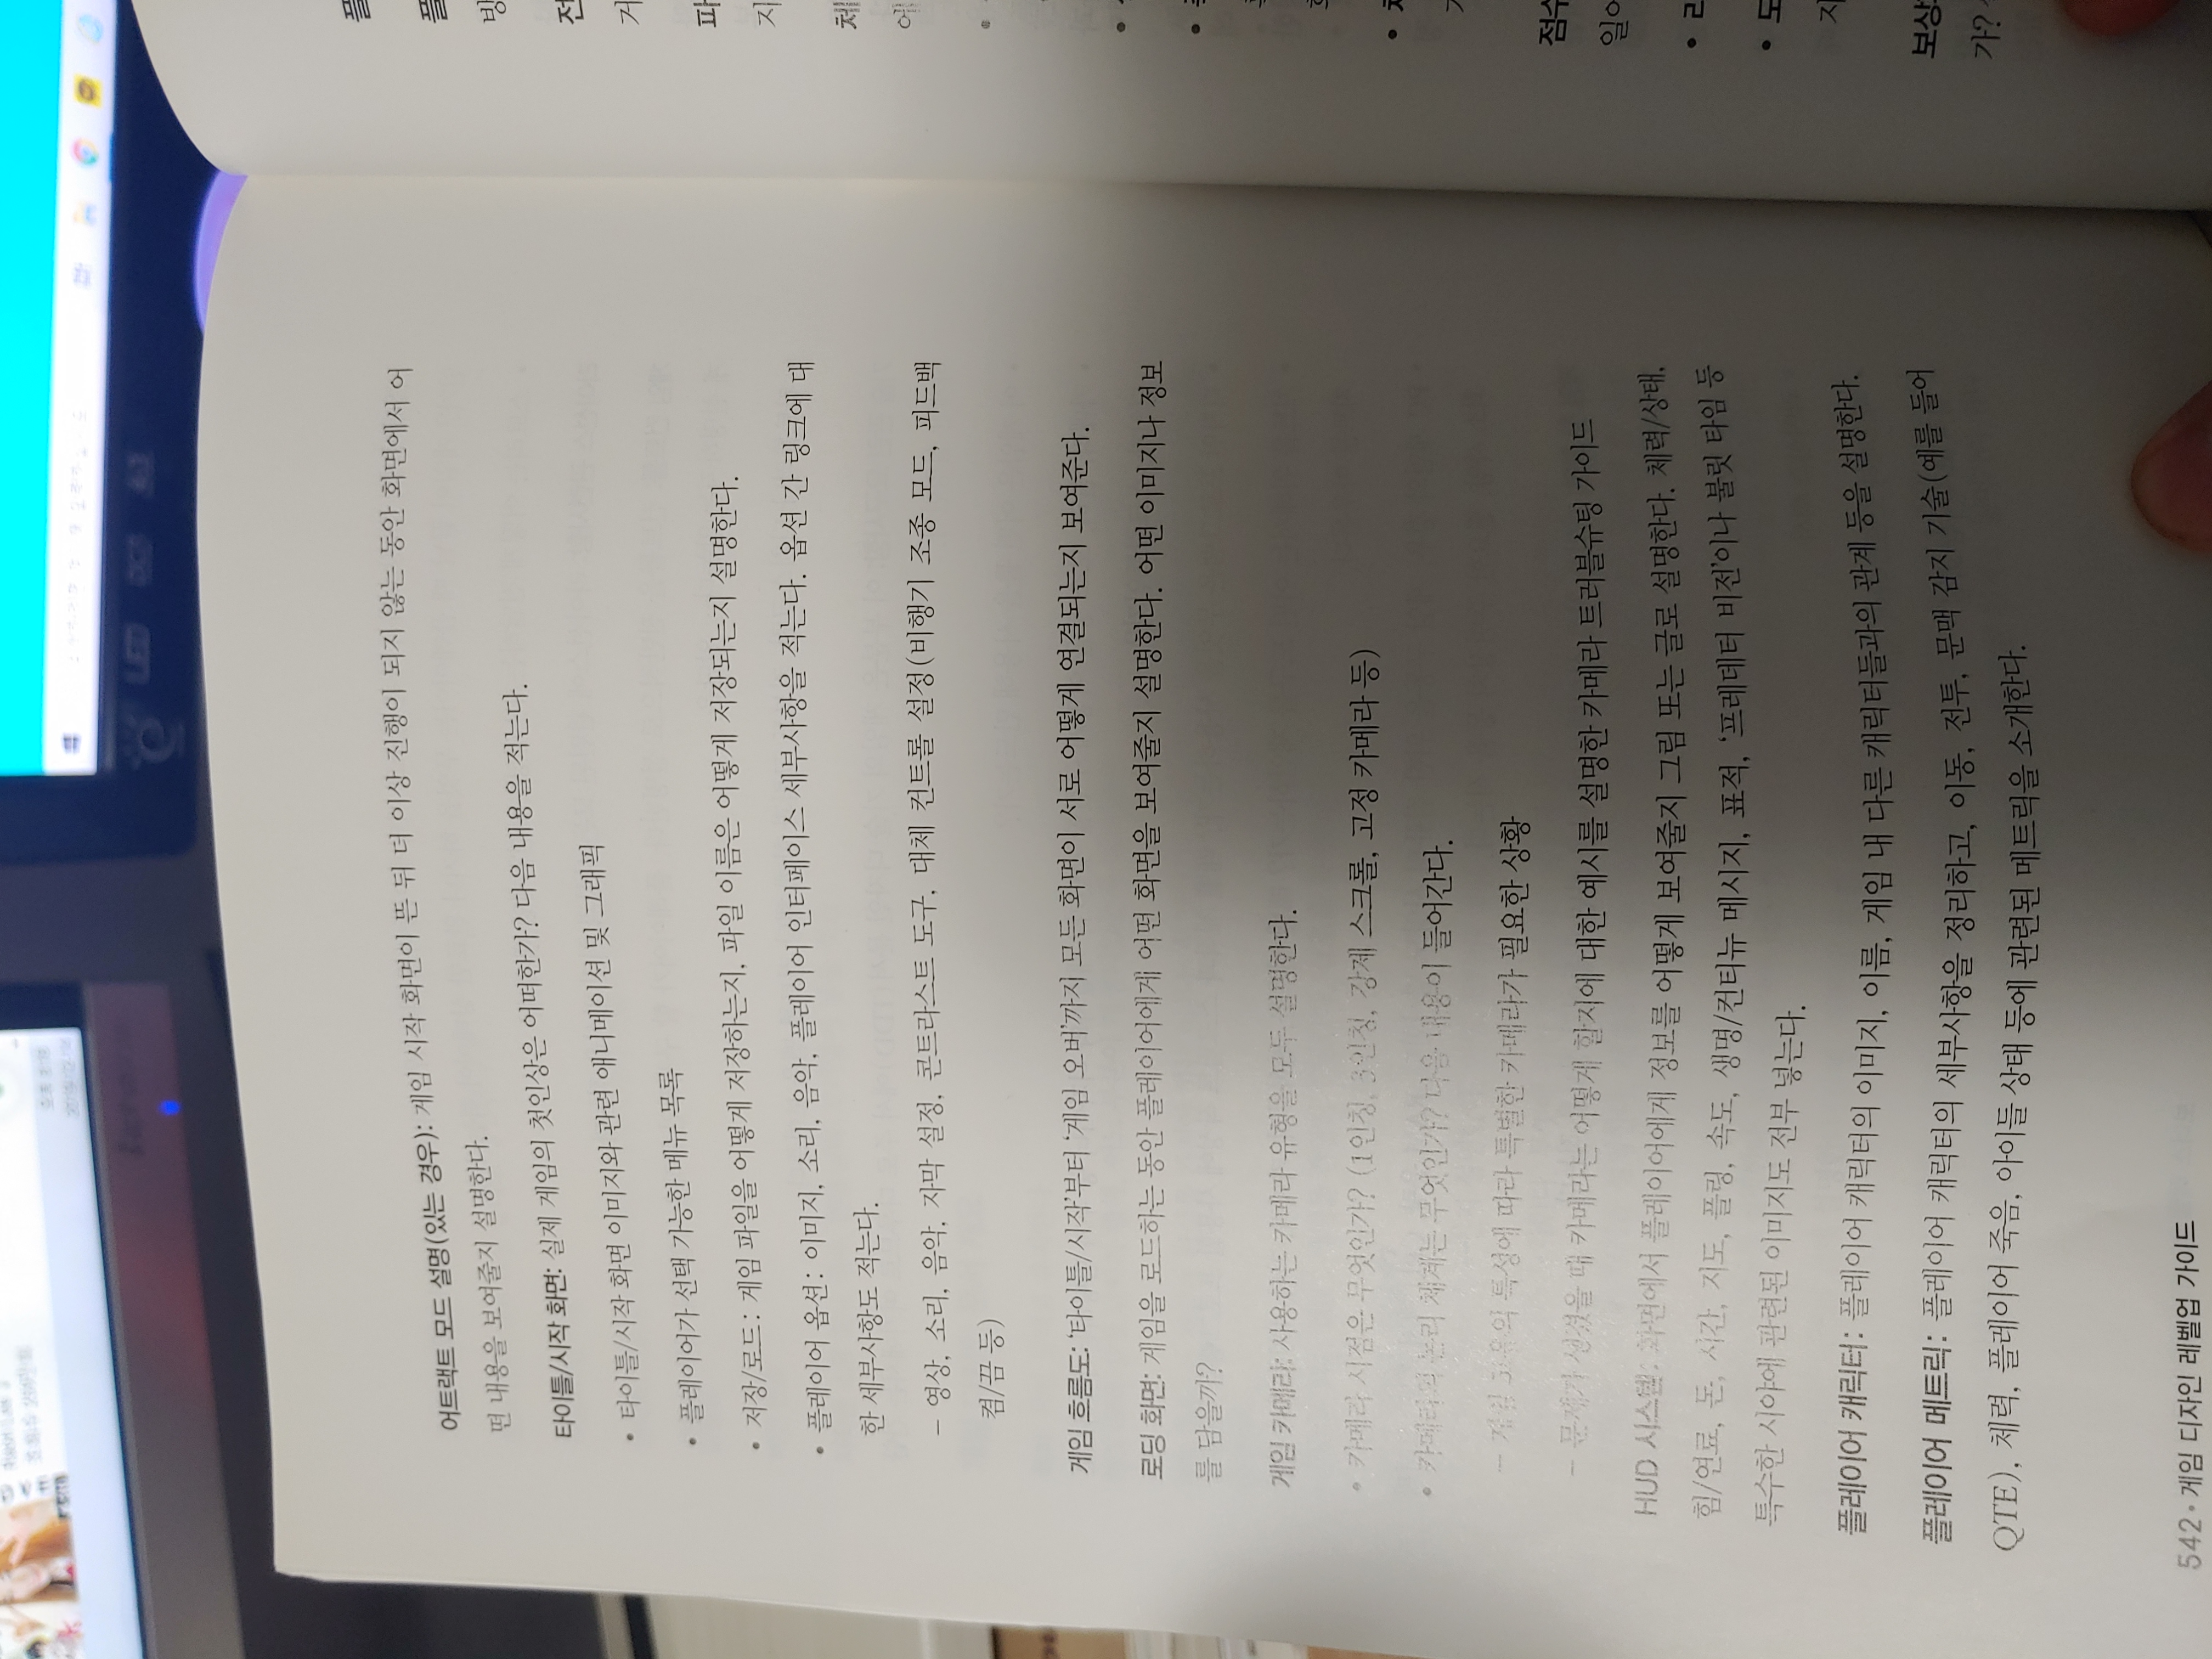 어트랙트 모드 설명(있는 경우): 게임 시작 화면이 뜬 뒤 더 이상 진행이 되지 않는 동안 화면에서 어
떤 내용을 보여줄지 설명한다.
타이틀/시작 화면: 실제 게임의 첫인상은 어떠한가? 다음 내용을 적는다.
• 타이틀/시작 화면 이미지와 관련 애니메이션 및 그래픽
• 플레이어가 선택 가능한 메뉴 목록
• 저장/로드: 게임 파일을 어떻게 저장하는지, 파일 이름은 어떻게 저장되는지 설명한다.
• 플레이어 옵션: 이미지, 소리, 음악, 플레이어 인터페이스 세부사항을 적는다. 옵션 간 링크에 대
한 세부사항도 적는다.
– 영상, 소리, 음악, 자막 설정, 콘트라스트 도구, 대체 컨트롤 설정(비행기 조종 모드, 피드백
켬/끔 등)
게임 흐름도: ‘타이틀/시작’부터 ‘게임 오버’까지 모든 화면이 서로 어떻게 연결되는지 보여준다.
로딩 화면: 게임을 로드하는 동안 플레이어에게 어떤 화면을 보여줄지 설명한다. 어떤 이미지나 정보
를 담을까?
게임 카메라: 사용하는 카메라 유형을 모두 설명한다.
• 카메라 시점은 무엇인가? (1인칭, 3인칭, 강제 스크롤, 고정 카메라 등)
• 카메라의 논리 체계는 무엇인가? 다음 내용이 들어간다.
– 게임 의 특성에 따라 특별한 카메라가 필요한 상황
– 문제가 생겼을 때 카메라는 어떻게 할지에 대한 예시를 설명한 카메라 트러블슈팅 가이드
HUD 시스템: 화면에서 플레이어에게 정보를 어떻게 보여줄지 그림 또는 글로 설명한다. 체력/상태,
힘/연료, 돈, 시간, 지도, 플링, 속도, 생명/컨티뉴 메시지, 표적, ‘프레데터 비전’이나 불릿 타임 등
특수한 시야에 관련된 이미지도 전부 넣는다.
플레이어 캐릭터: 플레이어 캐릭터의 이미지, 이름, 게임 내 다른 캐릭터들과의 관계 등을 설명한다.
플레이어 메트릭: 플레이어 캐릭터의 세부사항을 정리하고, 이동, 전투, 문맥 감지 기술(예를 들어
QTE), 체력, 플레이어 죽음, 아이들 상태 등에 관련된 메트릭을 소개한다.
542 • 게임 디자인 레벨업 가이드